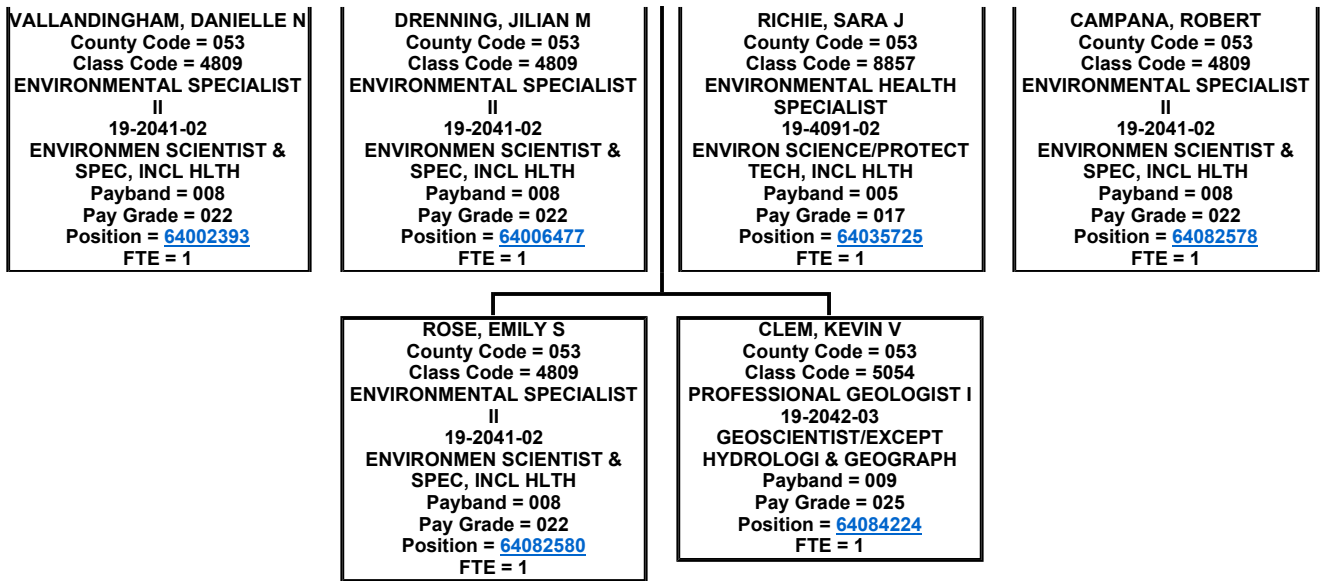 VALLANDINGHAM, DANIELLE N
County Code = 053
Class Code = 4809
ENVIRONMENTAL SPECIALIST
II
19-2041-02
ENVIRONMEN SCIENTIST &
SPEC, INCL HLTH
Payband = 008
Pay Grade = 022
Position = 64002393
FTE = 1
DRENNING, JILIAN M
County Code = 053
Class Code = 4809
ENVIRONMENTAL SPECIALIST
II
19-2041-02
ENVIRONMEN SCIENTIST &
SPEC, INCL HLTH
Payband = 008
Pay Grade = 022
Position = 64006477
FTE = 1
RICHIE, SARA J
County Code = 053
Class Code = 8857
ENVIRONMENTAL HEALTH
SPECIALIST
19-4091-02
ENVIRON SCIENCE/PROTECT
TECH, INCL HLTH
Payband = 005
Pay Grade = 017
Position = 64035725
FTE = 1
CAMPANA, ROBERT
County Code = 053
Class Code = 4809
ENVIRONMENTAL SPECIALIST
II
19-2041-02
ENVIRONMEN SCIENTIST &
SPEC, INCL HLTH
Payband = 008
Pay Grade = 022
Position = 64082578
FTE = 1
ROSE, EMILY S
County Code = 053
Class Code = 4809
ENVIRONMENTAL SPECIALIST
II
19-2041-02
ENVIRONMEN SCIENTIST &
SPEC, INCL HLTH
Payband = 008
Pay Grade = 022
Position = 64082580
FTE = 1
CLEM, KEVIN V
County Code = 053
Class Code = 5054
PROFESSIONAL GEOLOGIST I
19-2042-03
GEOSCIENTIST/EXCEPT
HYDROLOGI & GEOGRAPH
Payband = 009
Pay Grade = 025
Position = 64084224
FTE = 1